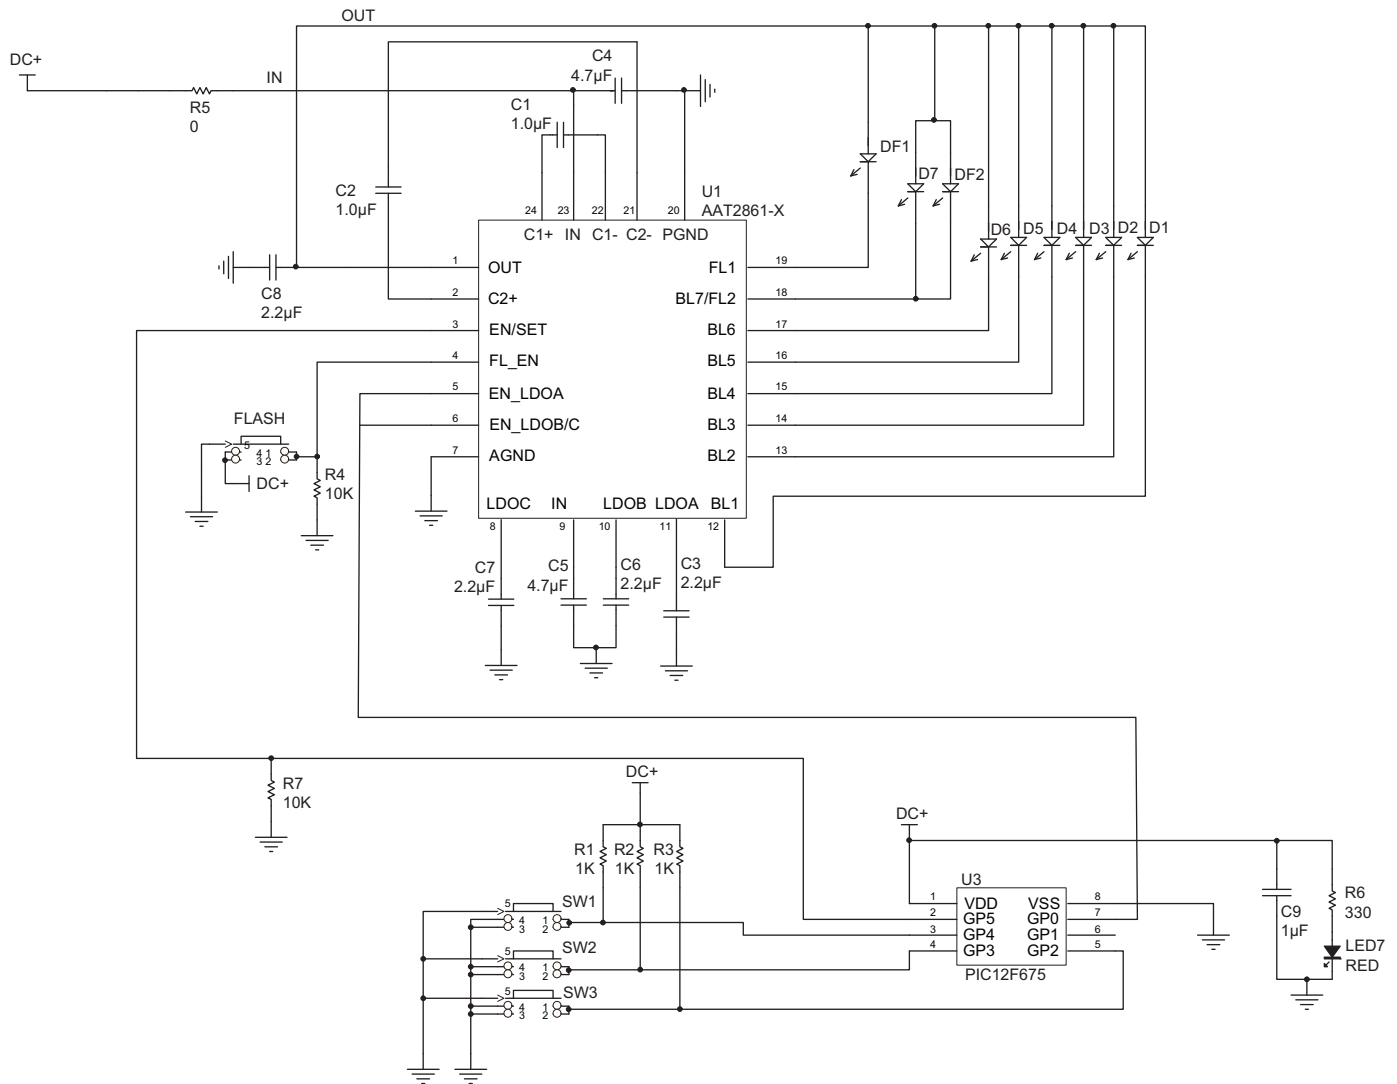 OUT
DC+
IN
R5
0
C4
4.7µF
C1
1.0µF
C2
1.0µF
U1
AAT2861-X
DF1
D7
DF2
D6
D5
D4
D3
D2
D1
24
23
22
21
20
C1+
IN
C1-
C2-
PGND
C8
2.2µF
1
OUT
FL1
19
2
C2+
BL7/FL2
18
3
EN/SET
BL6
17
4
FL_EN
BL5
16
5
EN_LDOA
BL4
15
6
EN_LDOB/C
BL3
14
7
AGND
BL2
13
LDOC
IN
LDOB
LDOA
BL1
8
9
10
11
12
FLASH
5
4
1
3
2
DC+
R4
10K
C7
2.2µF
C5
4.7µF
C6
2.2µF
C3
2.2µF
R7
10K
DC+
R1
1K
R2
1K
R3
1K
SW1
5
4
1
3
2
SW2
5
4
1
3
2
SW3
5
4
1
3
2
DC+
U3
1
VDD
VSS
8
2
GP5
GP0
7
3
GP4
GP1
6
4
GP3
GP2
5
PIC12F675
C9
1µF
R6
330
LED7
RED